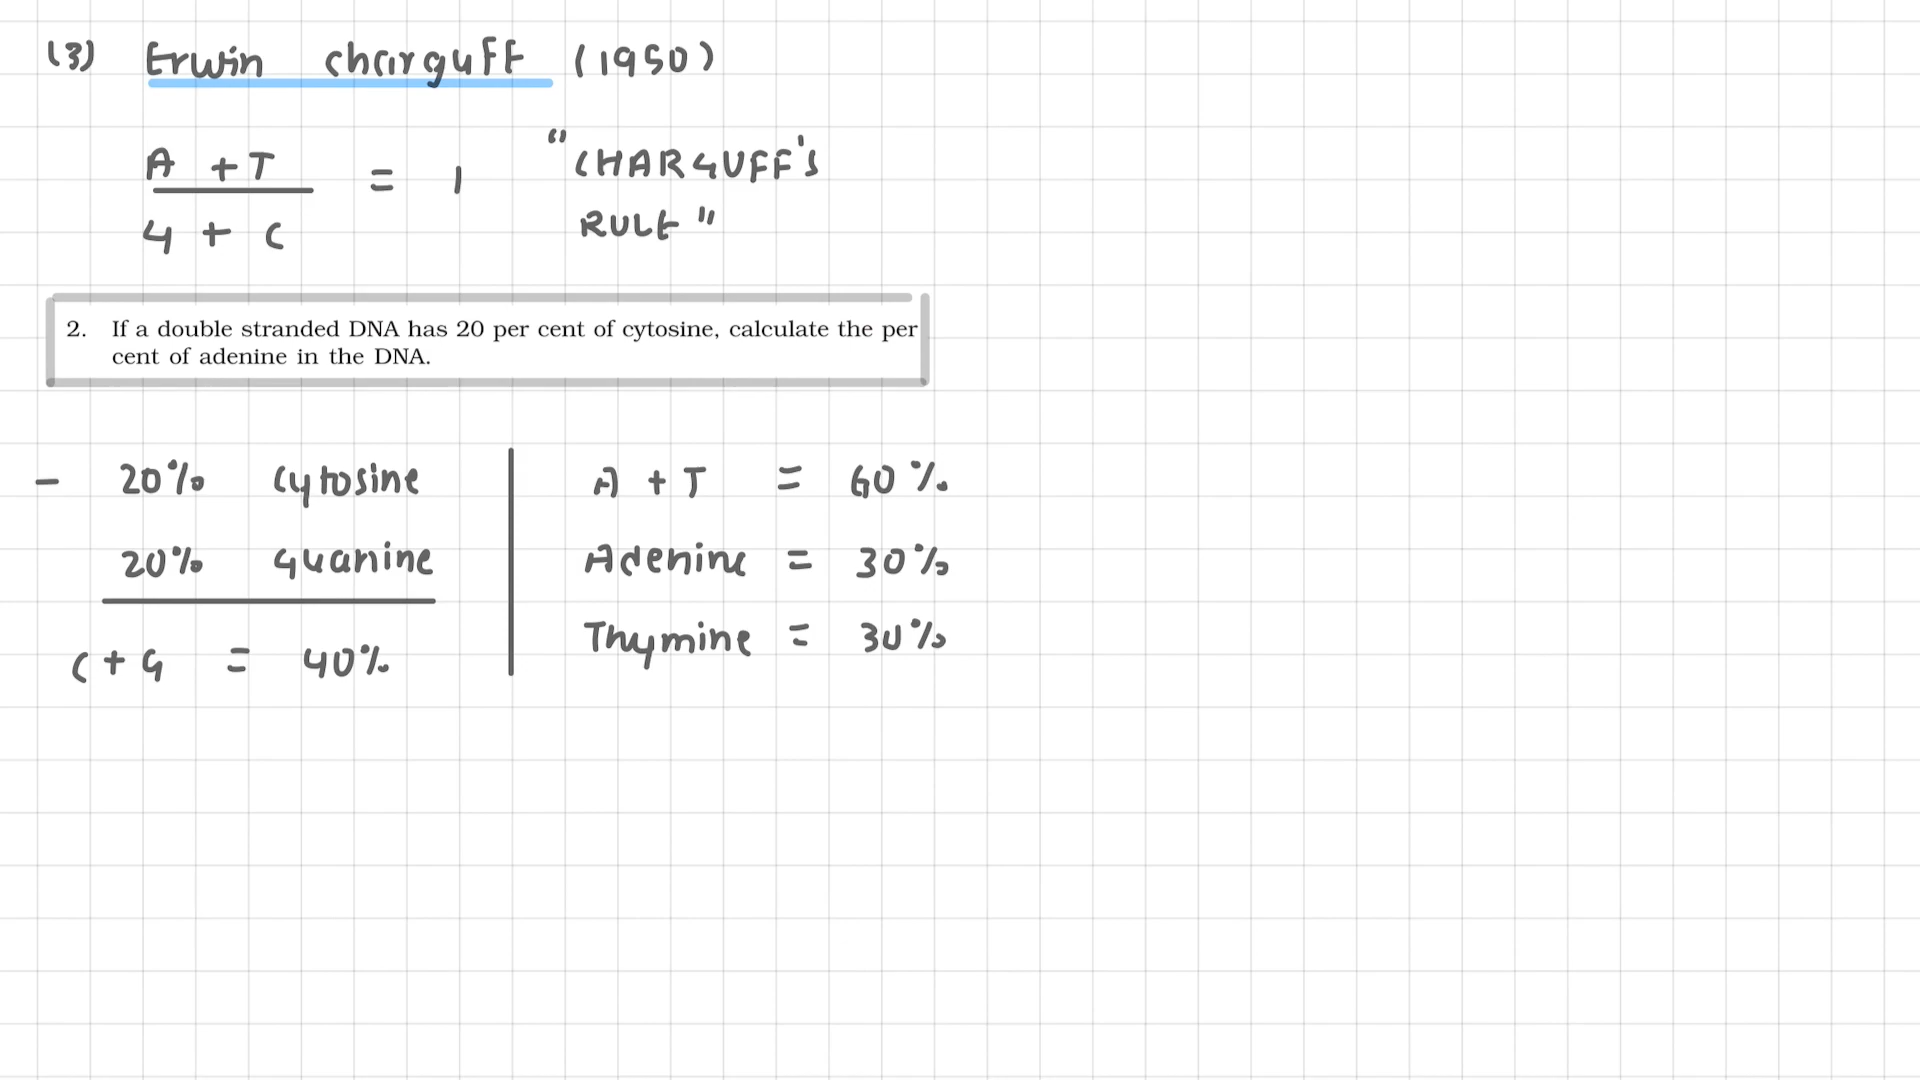 (3) Erwin charguff (1950)
A + T
= 1
G + C
"CHARGUFF'S
RULE"
2. If a double stranded DNA has 20 per cent of cytosine, calculate the per
cent of adenine in the DNA.
- 20% cytosine
20% Guanine
C + G = 40%
A + T = 60%
Adenine = 30%
Thymine = 30%